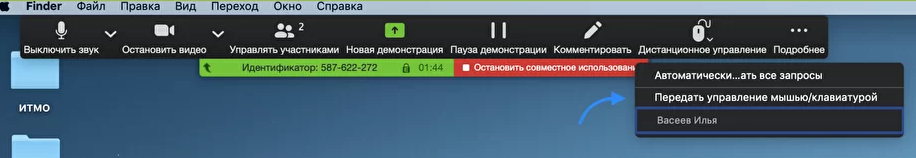 Finder Файл Правка Вид Переход Окно Справка
2
Выключить звук Остановить видео Управлять участниками Новая демонстрация Пауза демонстрации Комментировать Дистанционное управление Подробнее
Идентификатор: 587-622-272 01:44 Остановить совместное использован
Автоматически...ать все запросы
Передать управление мышью/клавиатурой
Васеев Илья
итмо